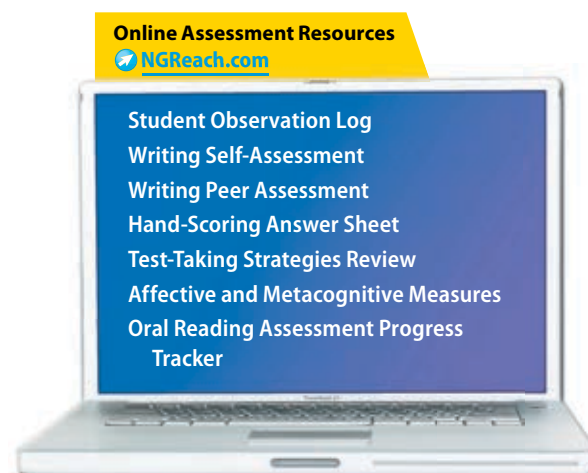 Online Assessment Resources
NGReach.com
Student Observation Log
Writing Self-Assessment
Writing Peer Assessment
Hand-Scoring Answer Sheet
Test-Taking Strategies Review
Affective and Metacognitive Measures
Oral Reading Assessment Progress
Tracker